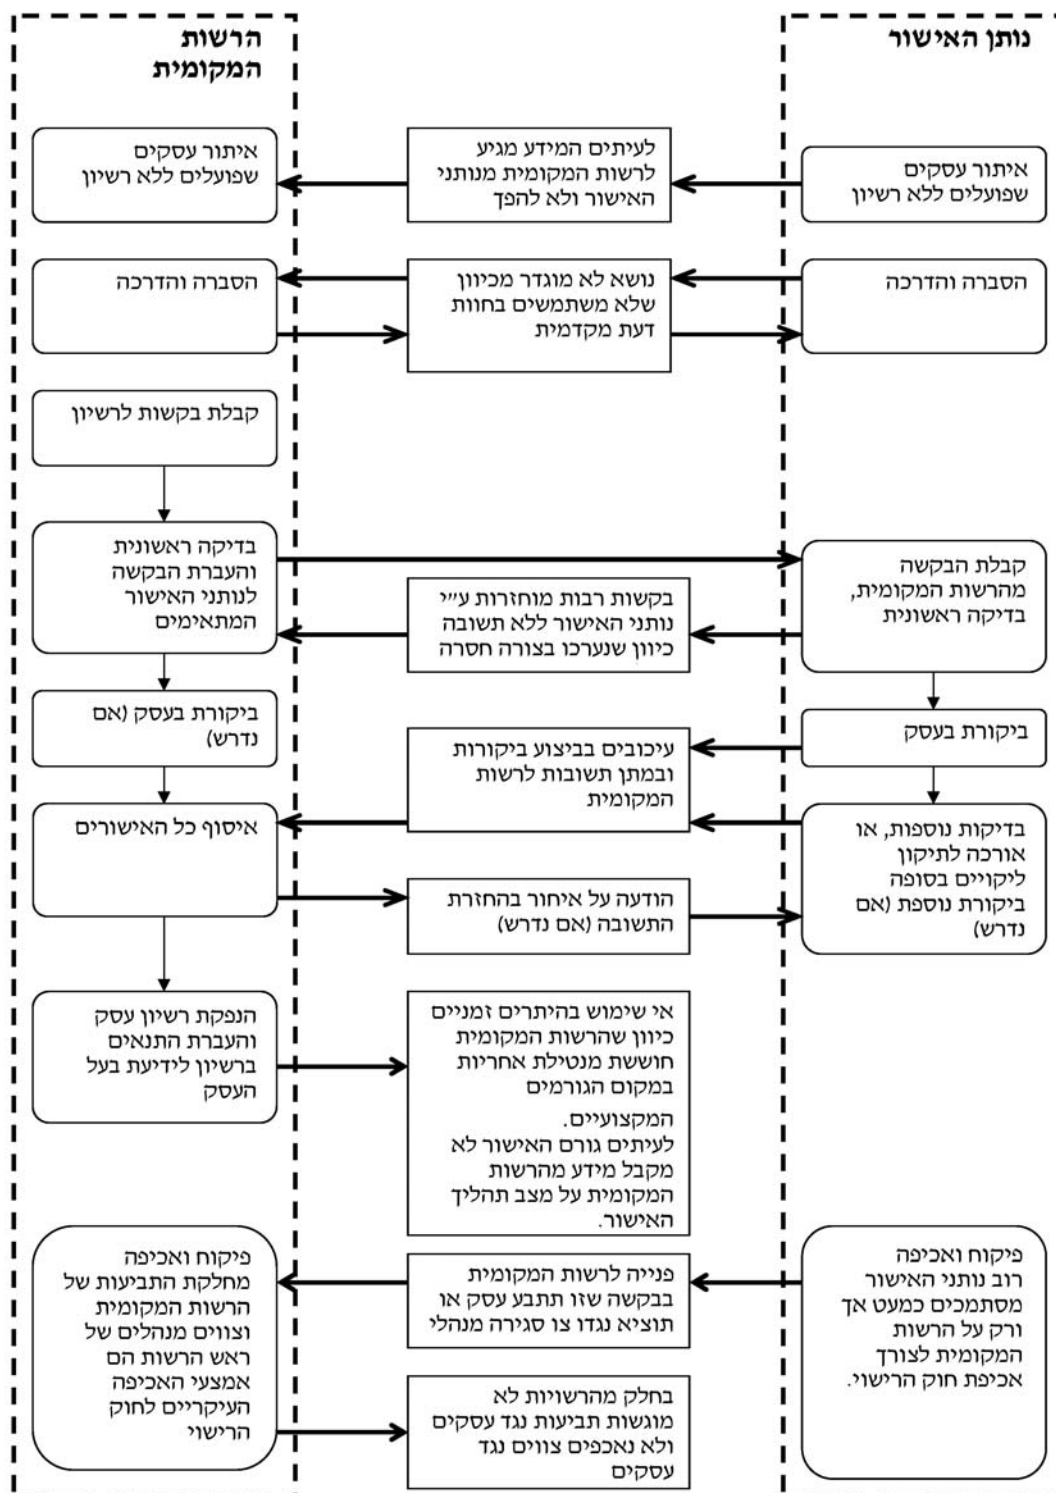 נותן האישור
הרשות
המקומית
איתור עסקים
שפועלים ללא רשיון
לעיתים המידע מגיע
לרשות המקומית מנותני
האישור ולא להפך
איתור עסקים
שפועלים ללא רשיון
הסברה והדרכה
נושא לא מוגדר מכיוון
שלא משתמשים בחוות
דעת מקדמית
הסברה והדרכה
קבלת בקשות לרשיון
קבלת הבקשה
מהרשות המקומית,
בדיקה ראשונית
בקשות רבות מוחזרות ע״י
נותני האישור ללא תשובה
כיוון שנערכו בצורה חסרה
בדיקה ראשונית
והעברת הבקשה
לנותני האישור
המתאימים
ביקורת בעסק
עיכובים בביצוע ביקורות
ובמתן תשובות לרשות
המקומית
ביקורת בעסק (אם
נדרש)
בדיקות נוספות, או
אורכה לתיקון
ליקויים בסופה
ביקורת נוספת (אם
נדרש)
הודעה על איחור בהחזרת
התשובה (אם נדרש)
איסוף כל האישורים
אי שימוש בהיתרים זמניים
כיוון שהרשות המקומית
חוששת מנטילת אחריות
במקום הגורמים
המקצועיים.
לעיתים גורם האישור לא
מקבל מידע מהרשות
המקומית על מצב תהליך
האישור.
הנפקת רשיון עסק
והעברת התנאים
ברשיון לידיעת בעל
העסק
פיקוח ואכיפה
רוב נותני האישור
מסתמכים כמעט אך
ורק על הרשות
המקומית לצורך
אכיפת חוק הרישוי.
פנייה לרשות המקומית
בבקשה שזו תתבע עסק או
תוציא נגדו צו סגירה מנהלי
פיקוח ואכיפה
מחלקת התביעות של
הרשות המקומית
וצווים מנהלים של
ראש הרשות הם
אמצעי האכיפה
העיקריים לחוק
הרישוי
בחלק מהרשויות לא
מוגשות תביעות נגד עסקים
ולא נאכפים צווים נגד
עסקים